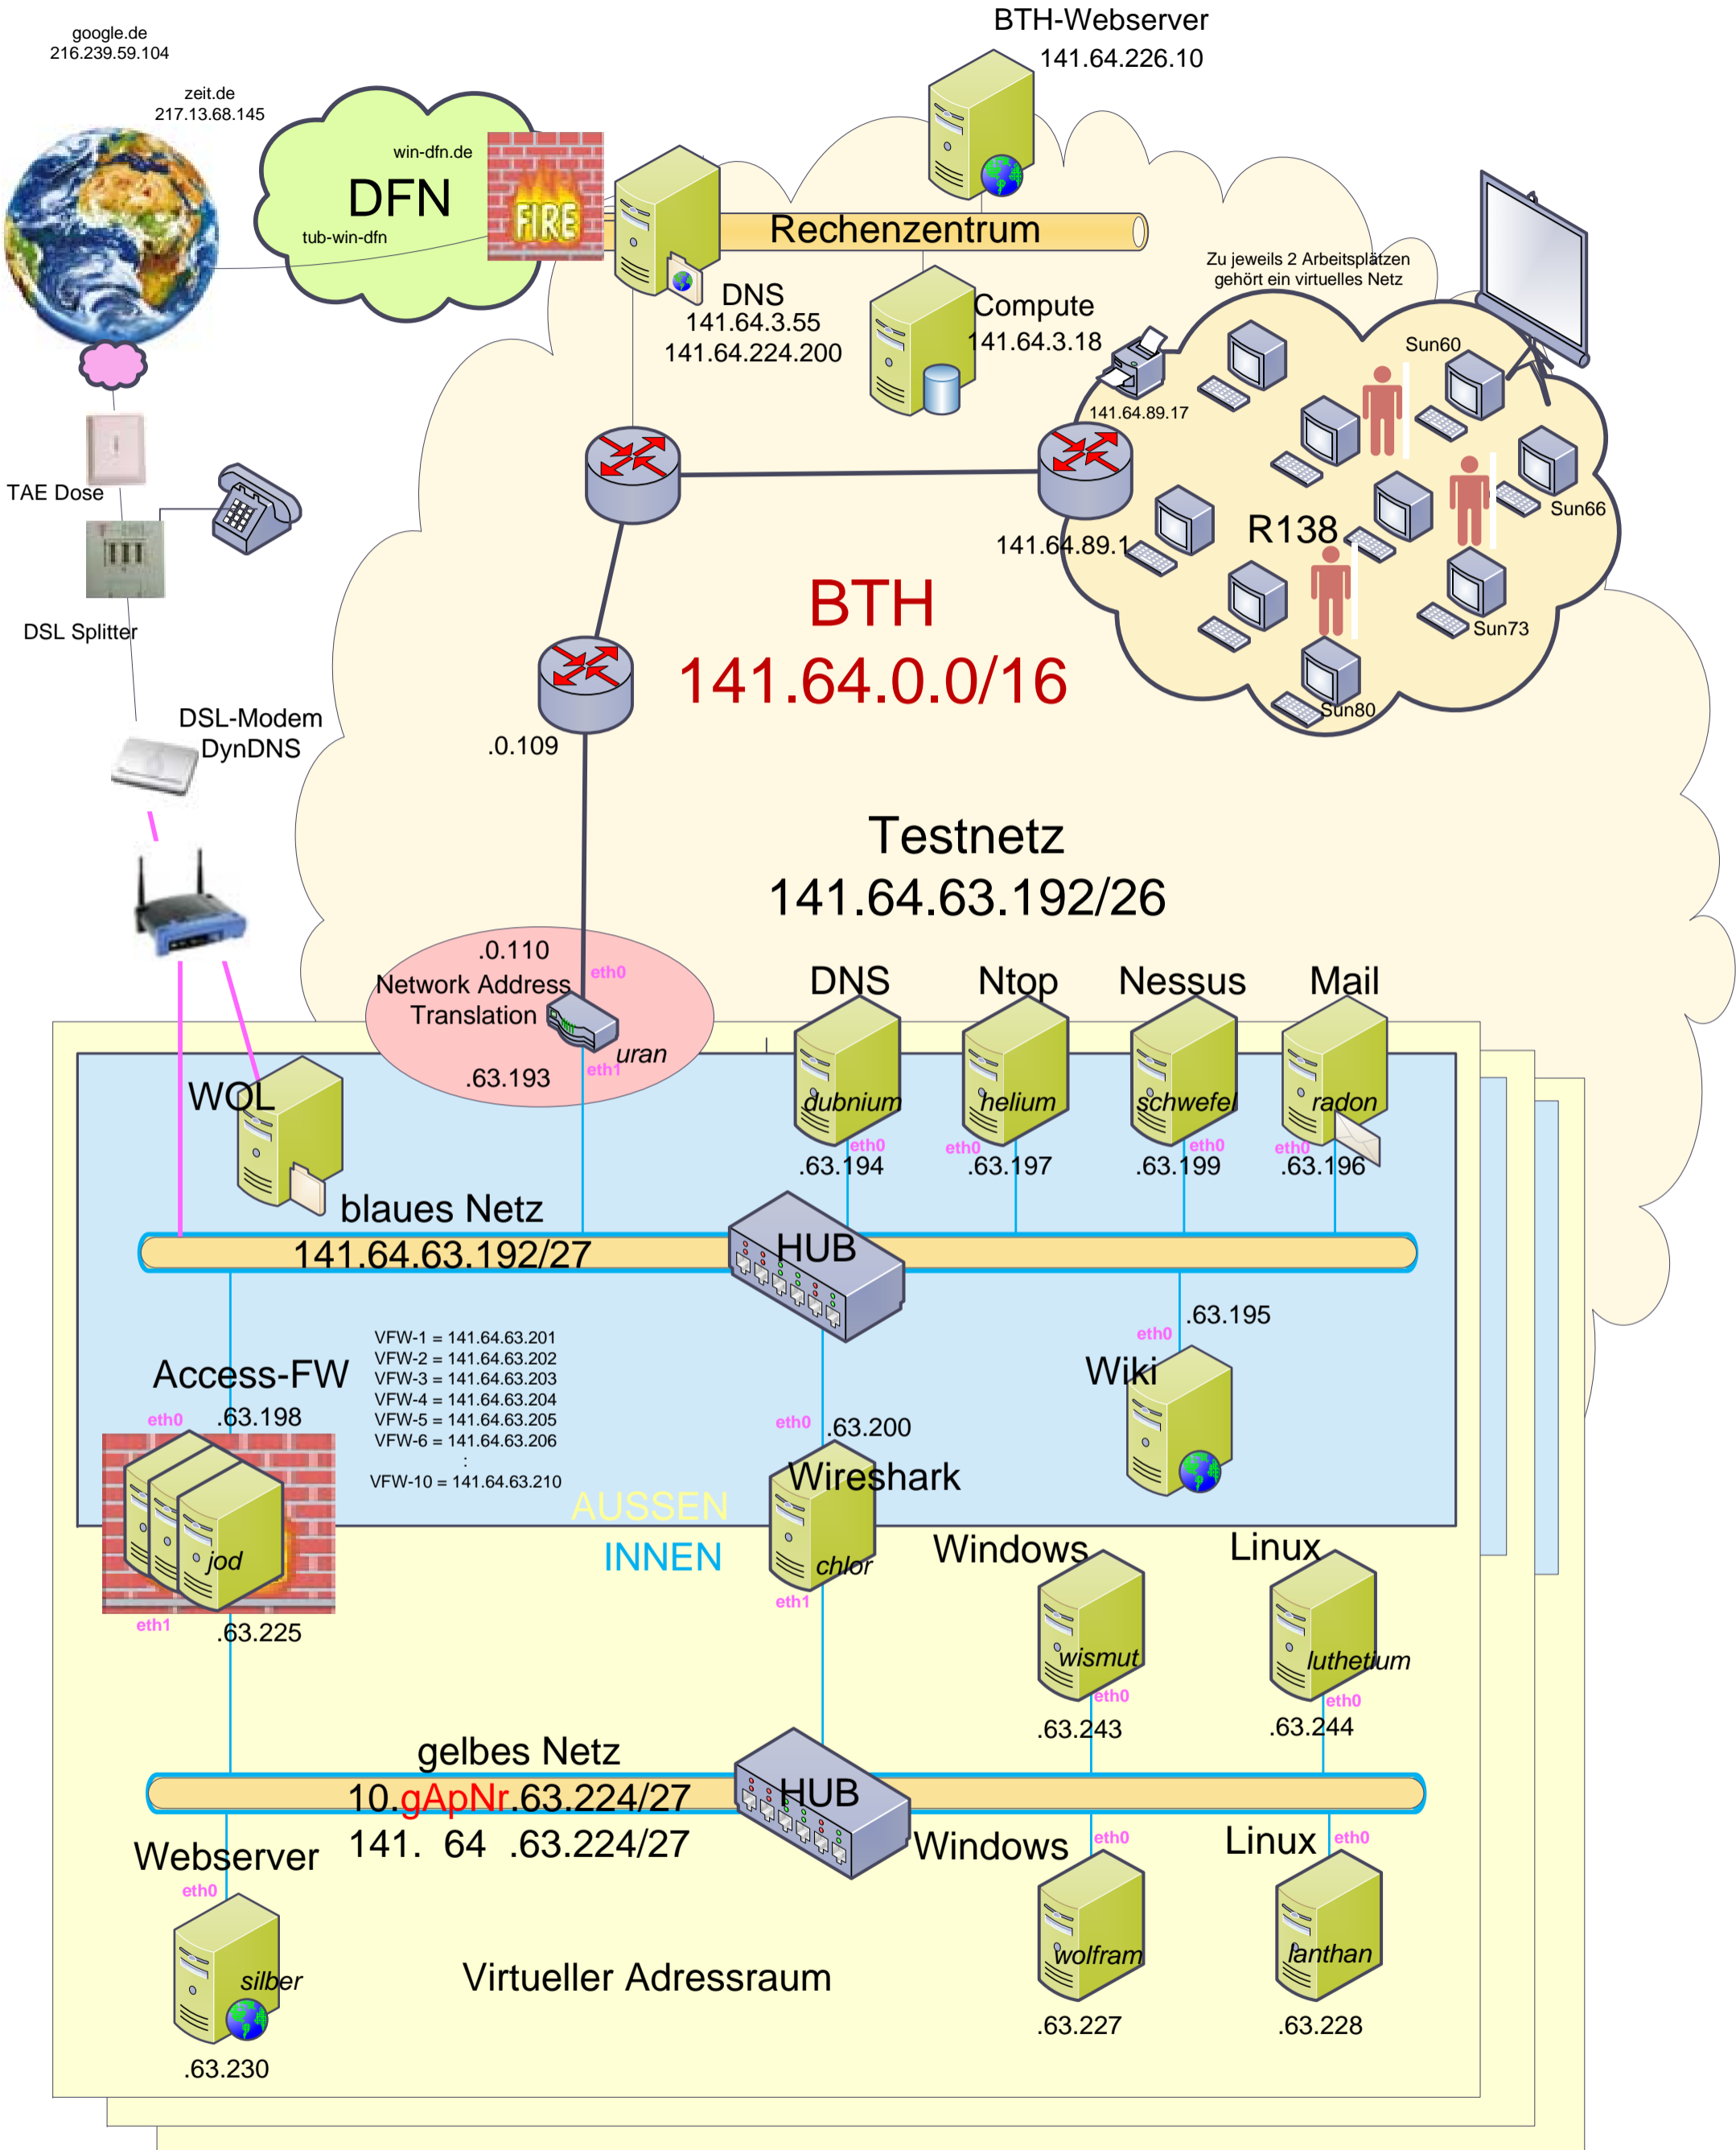 google.de
216.239.59.104
zeit.de
217.13.68.145
win-dfn.de
DFN
tub-win-dfn
FIRE
BTH-Webserver
141.64.226.10
Rechenzentrum
DNS
141.64.3.55
141.64.224.200
Compute
141.64.3.18
Zu jeweils 2 Arbeitsplätzen
gehört ein virtuelles Netz
141.64.89.17
Sun60
Sun66
R138
141.64.89.1
Sun73
Sun80
TAE Dose
DSL Splitter
DSL-Modem
DynDNS
BTH
141.64.0.0/16
.0.109
Testnetz
141.64.63.192/26
.0.110
eth0
Network Address
Translation
uran
eth1
.63.193
DNS
dubnium
eth0
.63.194
Ntop
helium
eth0
.63.197
Nessus
schwefel
eth0
.63.199
Mail
radon
eth0
.63.196
WOL
blaues Netz
141.64.63.192/27
HUB
VFW-1 = 141.64.63.201
VFW-2 = 141.64.63.202
VFW-3 = 141.64.63.203
VFW-4 = 141.64.63.204
VFW-5 = 141.64.63.205
VFW-6 = 141.64.63.206
:
VFW-10 = 141.64.63.210
Access-FW
eth0
.63.198
jod
eth1
.63.225
.63.195
eth0
Wiki
eth0
.63.200
Wireshark
chlor
eth1
AUSSEN
INNEN
Windows
wismut
eth0
.63.243
Linux
luthetium
eth0
.63.244
gelbes Netz
10.gApNr.63.224/27
141. 64 .63.224/27
HUB
Webserver
eth0
silber
.63.230
Virtueller Adressraum
Windows
eth0
wolfram
.63.227
Linux
eth0
lanthan
.63.228